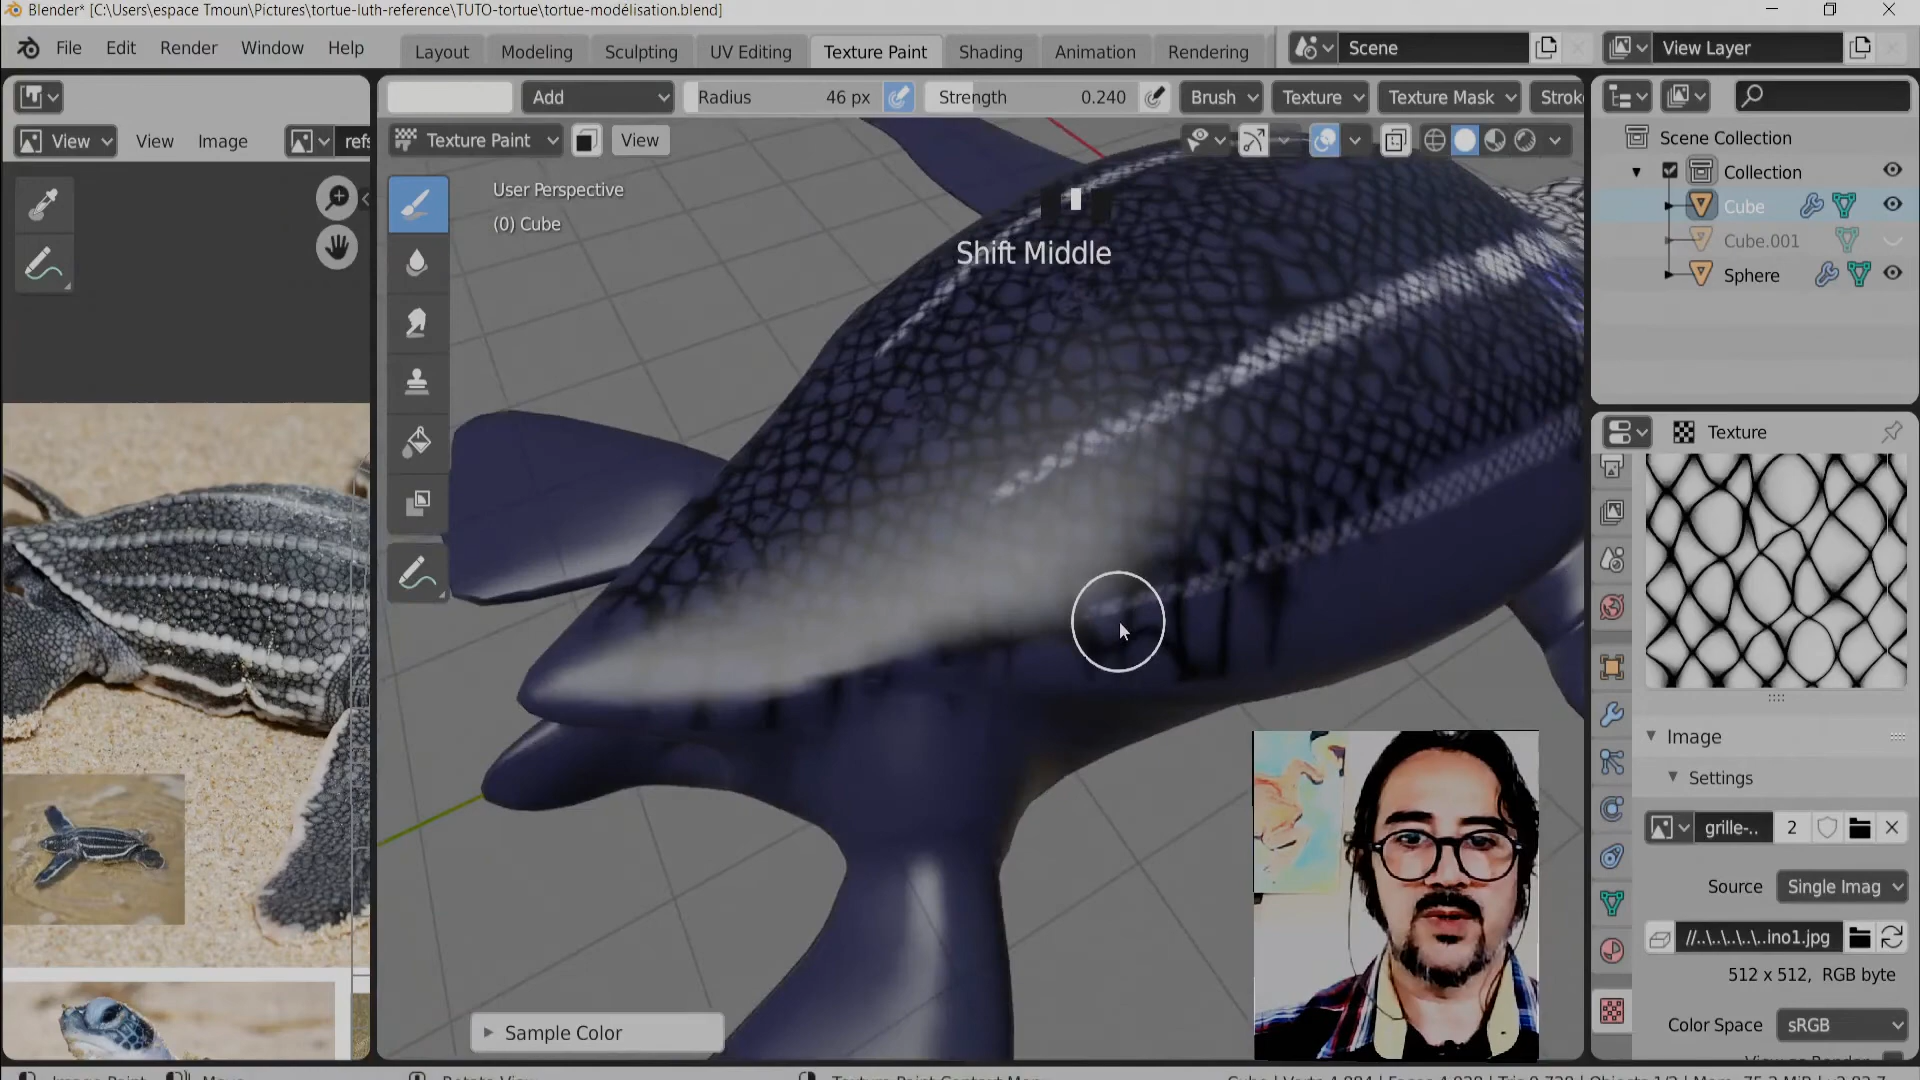 Blender* [C:\Users\espace Tmoun\Pictures\tortue-luth-reference\TUTO-tortue\tortue-modélisation.blend]
File Edit Render Window Help Layout Modeling Sculpting UV Editing Texture Paint Shading Animation Rendering Scene View Layer
Add Radius 46 px Strength 0.240 Brush Texture Texture Mask Strok
View View Image refs Texture Paint View
Scene Collection
Collection
User Perspective
(0) Cube
Cube
Cube.001
Sphere
Shift Middle
Texture
Image
Settings
grille-.. 2
Source Single Imag
//..\..\..\..\..ino1.jpg
512 x 512, RGB byte
Color Space sRGB
Sample Color